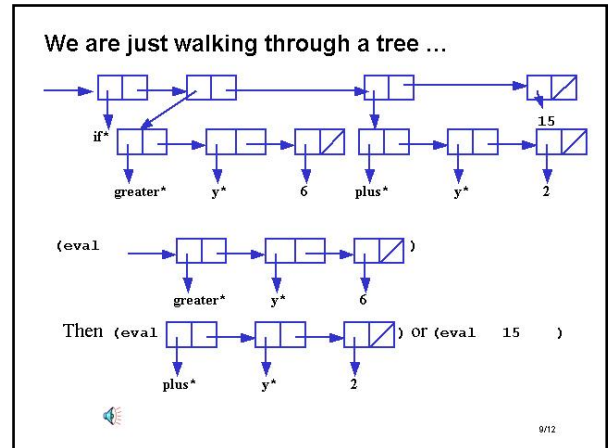 We are just walking through a tree ...
15
if*
greater* y* 6 plus* y* 2
(eval )
greater* y* 6
Then (eval ) or (eval 15 )
plus* y* 2
9/12